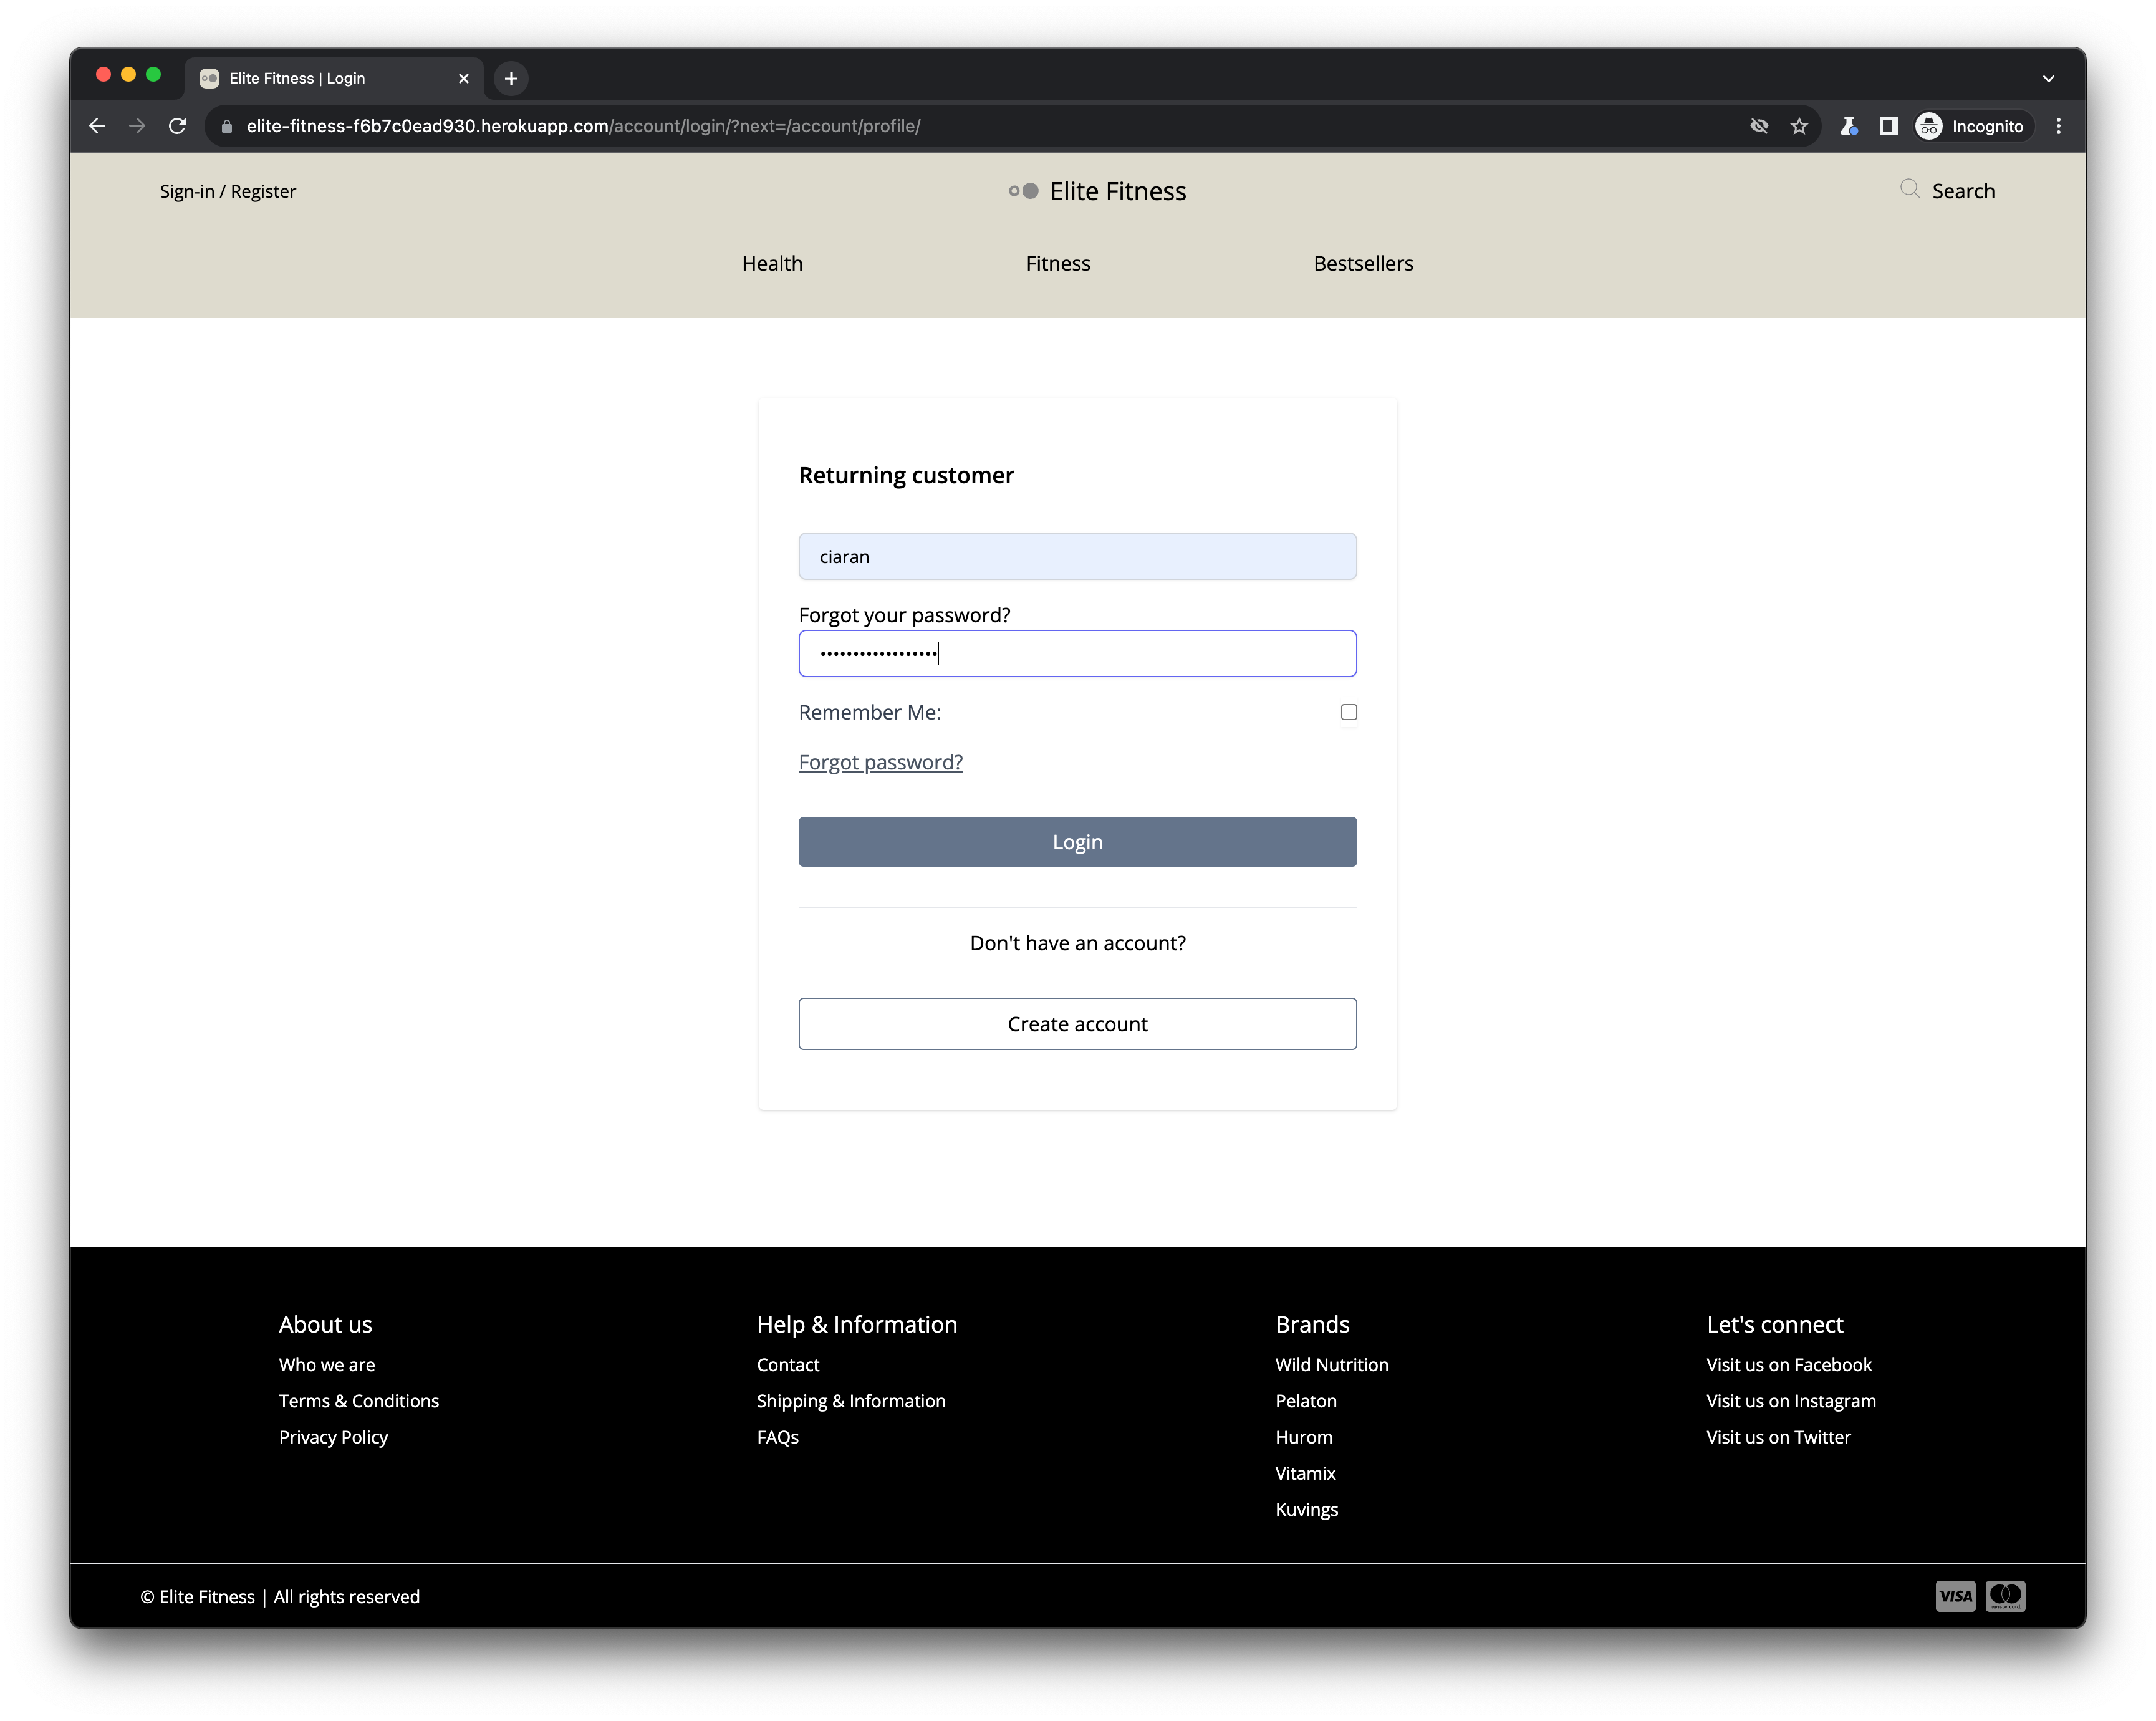 Elite Fitness | Login
elite-fitness-f6b7c0ead930.herokuapp.com/account/login/?next=/account/profile/
Incognito
Sign-in / Register
Elite Fitness
Search
Health
Fitness
Bestsellers
Returning customer
ciaran
Forgot your password?
••••••••••••••••••
Remember Me:
Forgot password?
Login
Don't have an account?
Create account
About us
Who we are
Terms & Conditions
Privacy Policy
Help & Information
Contact
Shipping & Information
FAQs
Brands
Wild Nutrition
Pelaton
Hurom
Vitamix
Kuvings
Let's connect
Visit us on Facebook
Visit us on Instagram
Visit us on Twitter
© Elite Fitness | All rights reserved
VISA
mastercard